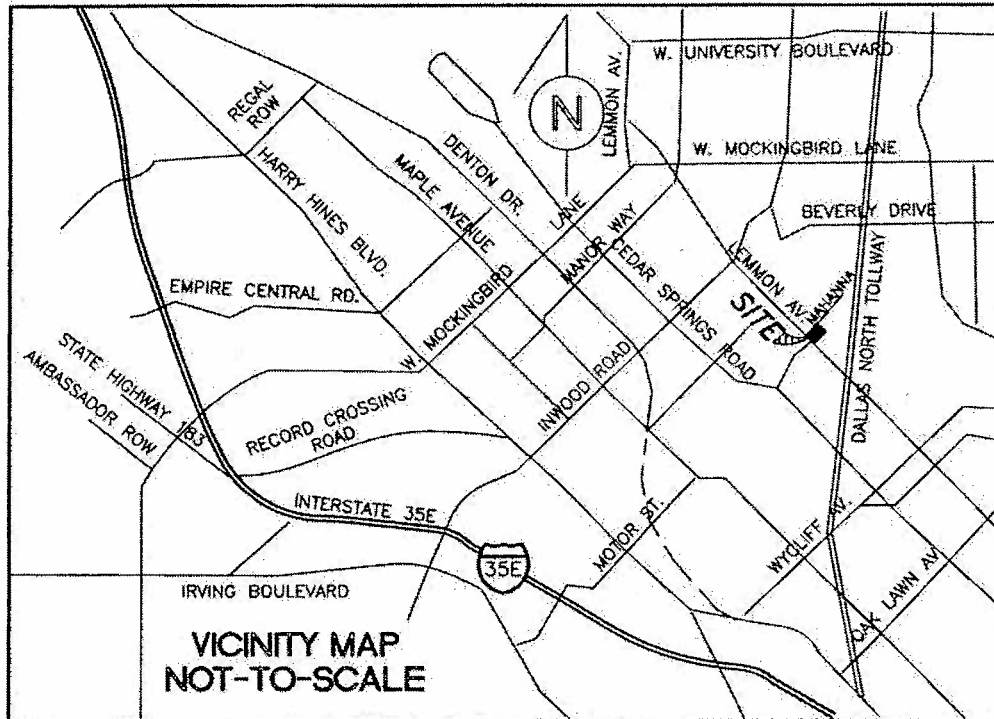 W. UNIVERSITY BOULEVARD
LEMMON AV.
N
REGAL
ROW
W. MOCKINGBIRD LANE
HARRY HINES BLVD.
MAPLE AVENUE
DENTON DR.
BEVERLY DRIVE
W. MOCKINGBIRD LANE
MANOR WAY
CEDAR SPRINGS ROAD
LEMMON AV.
MAHANNA
SITE
DALLAS NORTH TOLLWAY
EMPIRE CENTRAL RD.
STATE HIGHWAY 183
AMBASSADOR ROW
RECORD CROSSING
ROAD
INWOOD ROAD
INTERSTATE 35E
35E
MOTOR ST.
WYCLIFF AV.
OAK LAWN AV
IRVING BOULEVARD
VICINITY MAP
NOT-TO-SCALE